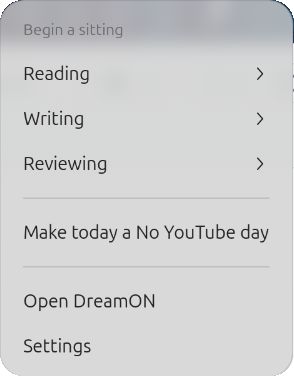 Begin a sitting
Reading
Writing
Reviewing
Make today a No YouTube day
Open DreamON
Settings